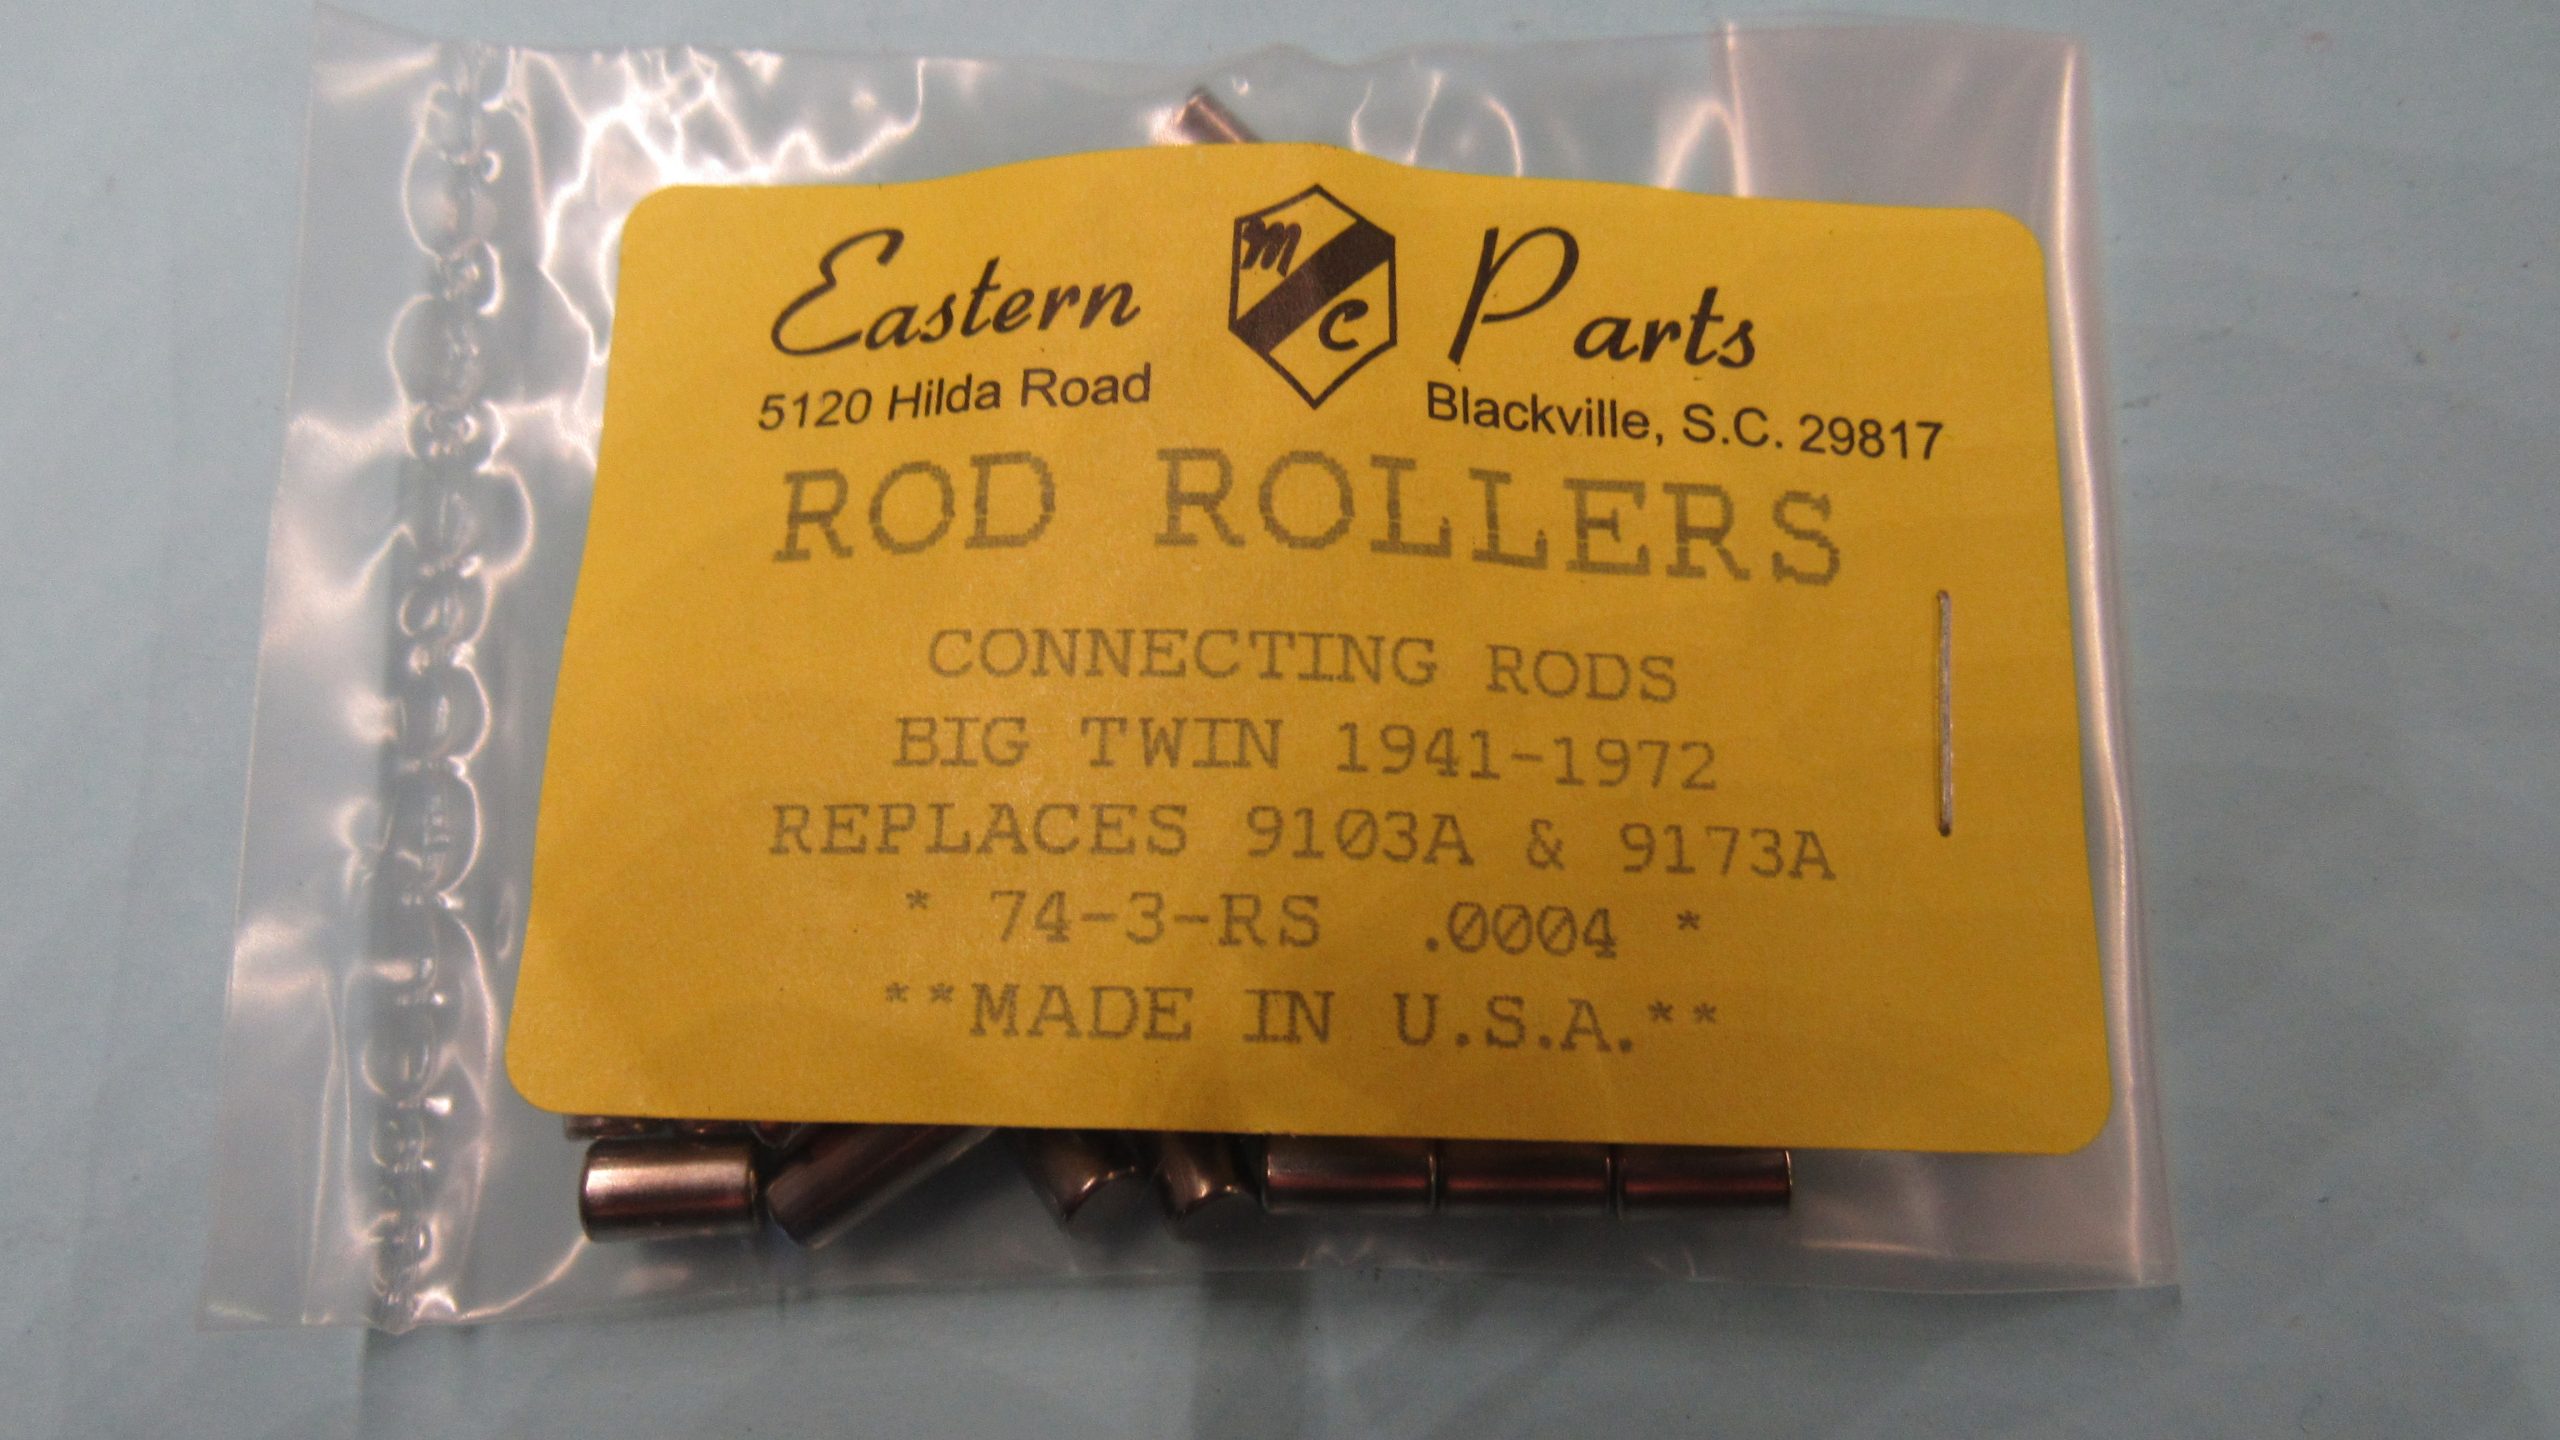 Eastern MC Parts
5120 Hilda Road Blackville, S.C. 29817
ROD ROLLERS
CONNECTING RODS
BIG TWIN 1941-1972
REPLACES 9103A & 9173A
* 74-3-RS .0004 *
**MADE IN U.S.A.**